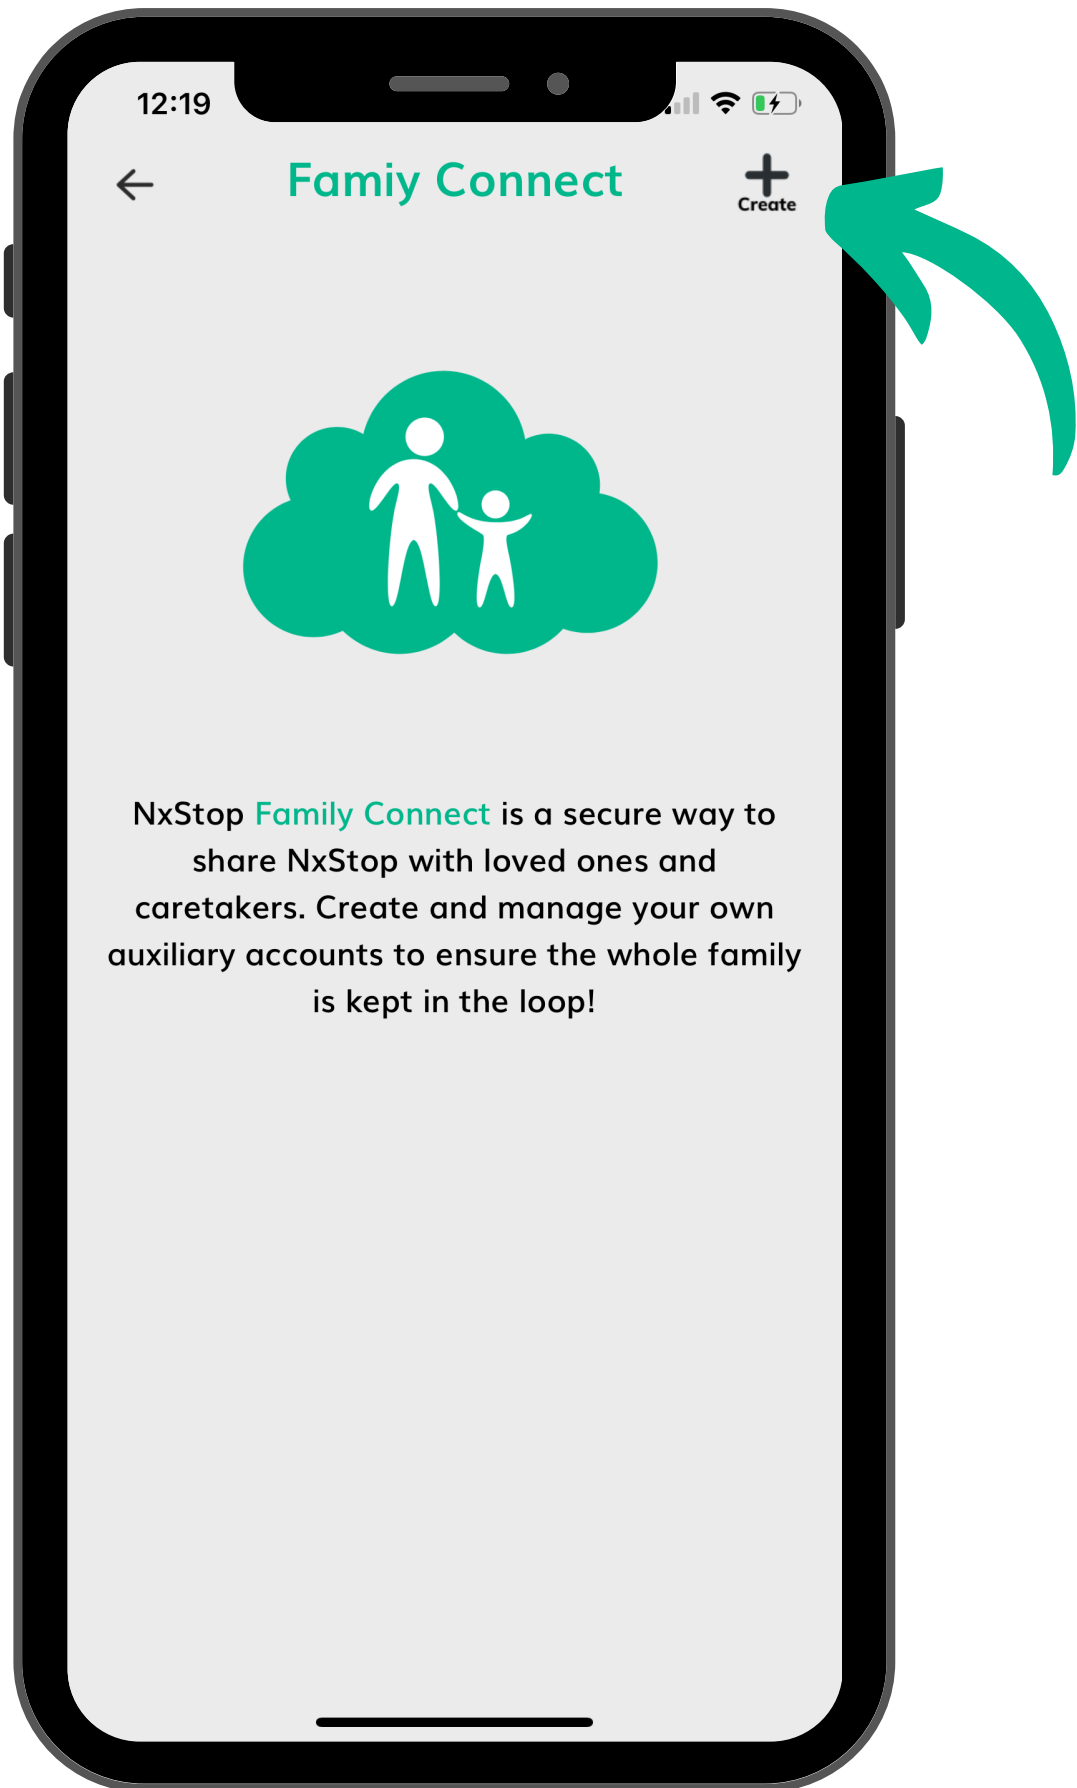 12:19
Famiy Connect
Create
NxStop Family Connect is a secure way to
share NxStop with loved ones and
caretakers. Create and manage your own
auxiliary accounts to ensure the whole family
is kept in the loop!